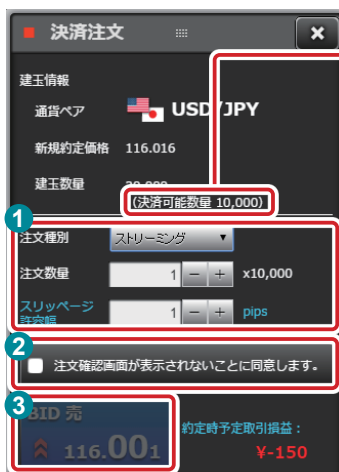 決済注文
建玉情報
通貨ペア USD/JPY
新規約定価格 116.016
建玉数量
(決済可能数量 10,000)
1
注文種別 ストリーミング
注文数量 1 - + x10,000
スリッページ
許容幅 1 - + pips
2
注文確認画面が表示されないことに同意します。
3
BID 売
116.001
約定時予定取引損益：
¥-150